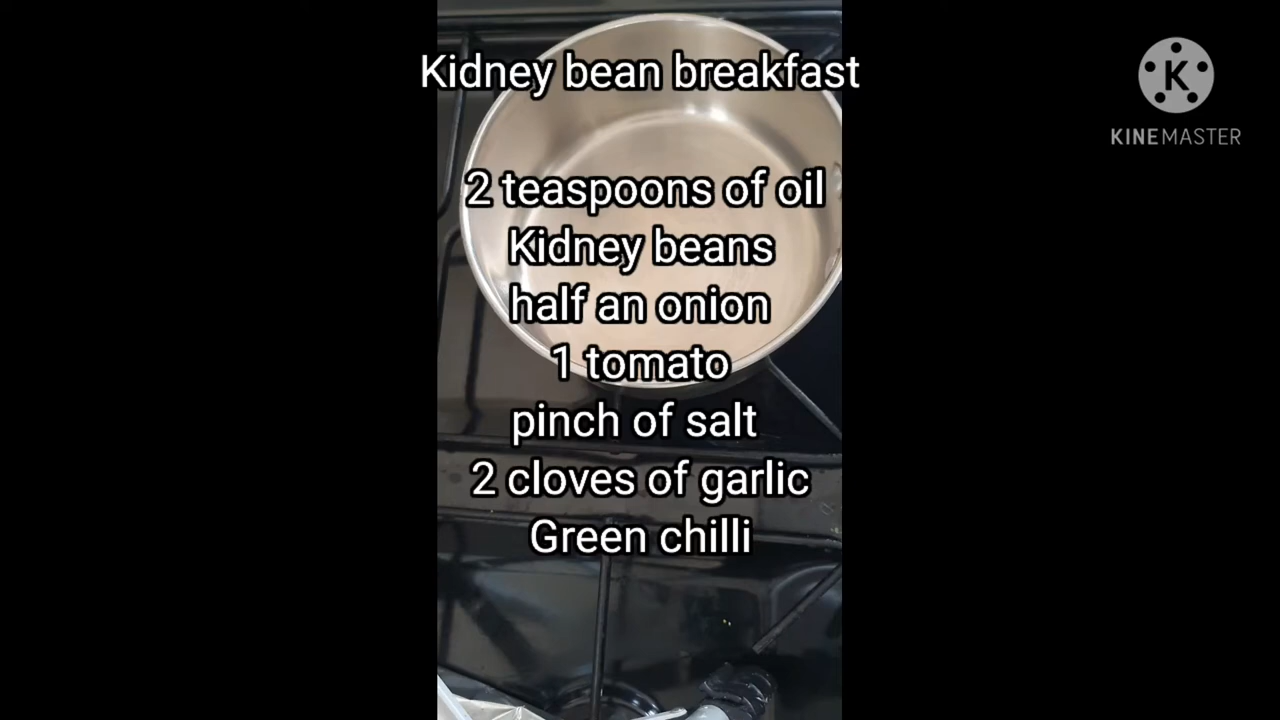 Kidney bean breakfast
2 teaspoons of oil
Kidney beans
half an onion
1 tomato
pinch of salt
2 cloves of garlic
Green chilli
K
KINEMASTER